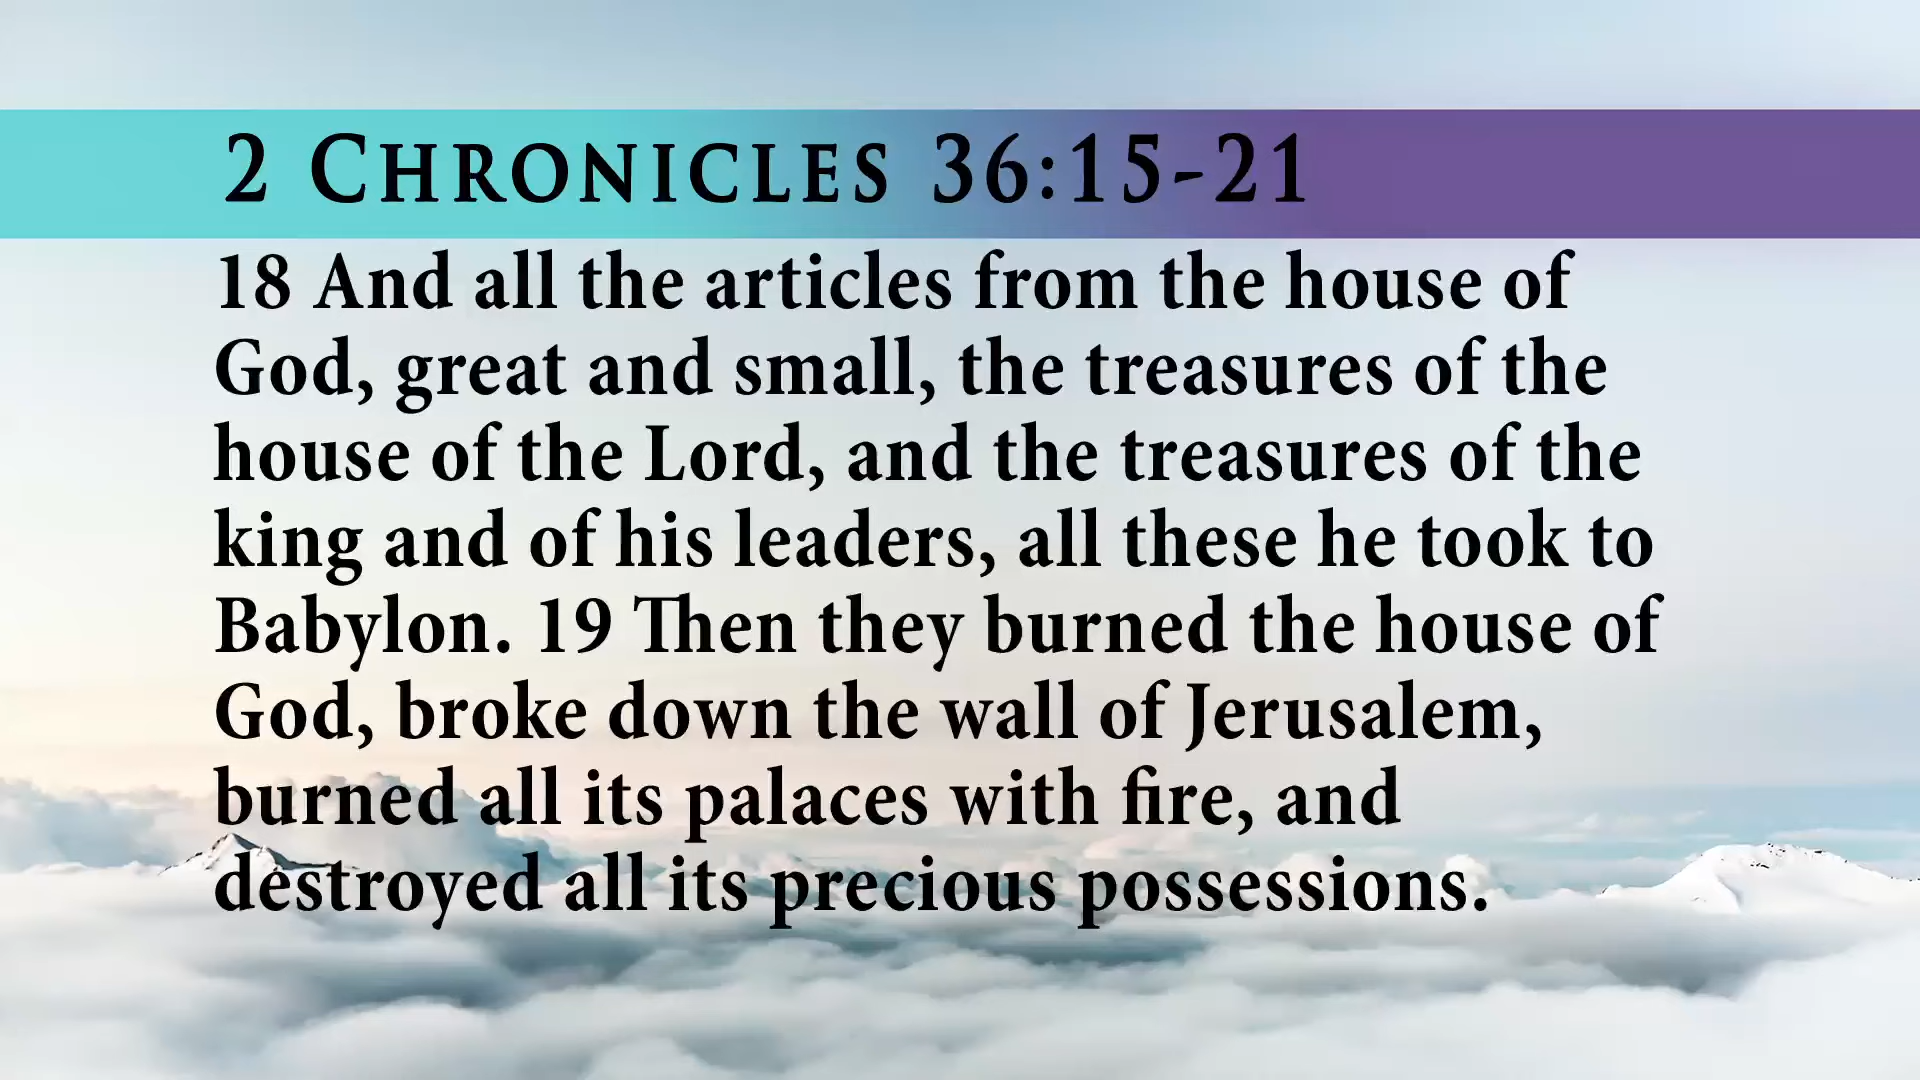 2 CHRONICLES 36:15-21
18 And all the articles from the house of
God, great and small, the treasures of the
house of the Lord, and the treasures of the
king and of his leaders, all these he took to
Babylon. 19 Then they burned the house of
God, broke down the wall of Jerusalem,
burned all its palaces with fire, and
destroyed all its precious possessions.